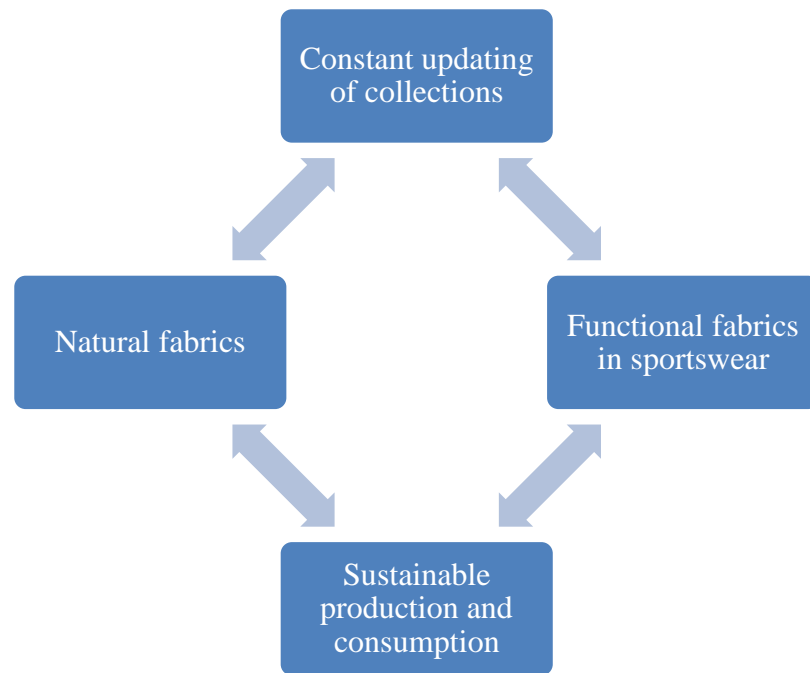 Constant updating
of collections
Natural fabrics
Functional fabrics
in sportswear
Sustainable
production and
consumption